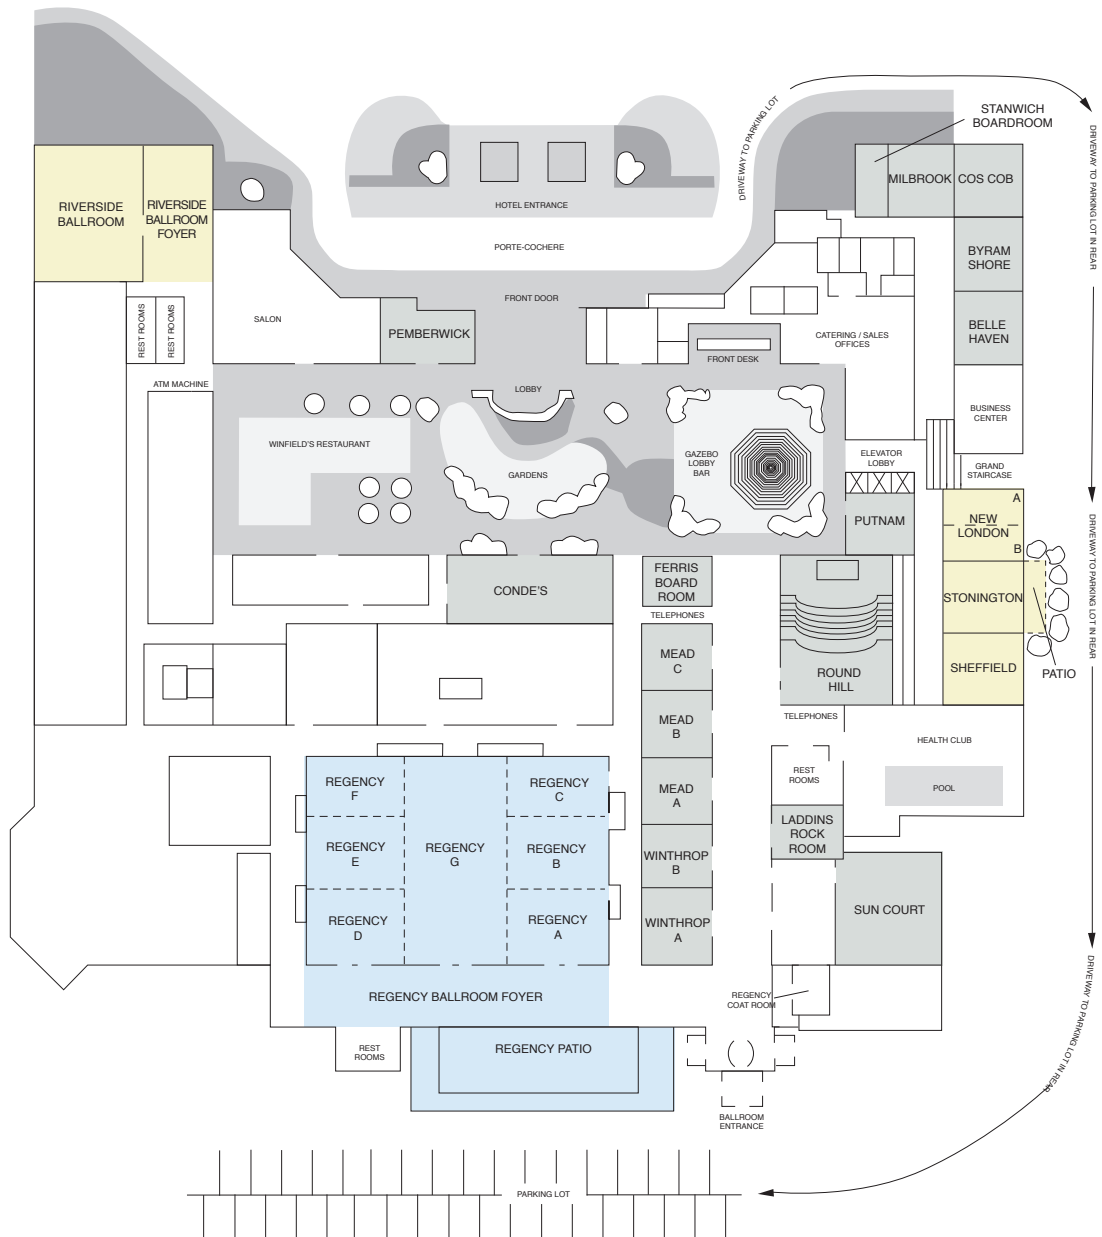 DRIVEWAY TO PARKING LOT
STANWICH
BOARDROOM
DRIVEWAY TO PARKING LOT IN REAR
RIVERSIDE
BALLROOM
RIVERSIDE
BALLROOM
FOYER
MILBROOK
COS COB
HOTEL ENTRANCE
PORTE-COCHERE
BYRAM
SHORE
FRONT DOOR
REST ROOMS
REST ROOMS
SALON
PEMBERWICK
CATERING / SALES
OFFICES
BELLE
HAVEN
FRONT DESK
ATM MACHINE
LOBBY
BUSINESS
CENTER
WINFIELD'S RESTAURANT
GARDENS
GAZEBO
LOBBY
BAR
ELEVATOR
LOBBY
GRAND
STAIRCASE
A
NEW
LONDON
B
PUTNAM
DRIVEWAY TO PARKING LOT IN REAR
FERRIS
BOARD
ROOM
CONDE'S
STONINGTON
TELEPHONES
MEAD
C
ROUND
HILL
SHEFFIELD
PATIO
TELEPHONES
MEAD
B
HEALTH CLUB
REST
ROOMS
POOL
REGENCY
F
REGENCY
C
MEAD
A
LADDINS
ROCK
ROOM
REGENCY
E
REGENCY
G
REGENCY
B
WINTHROP
B
REGENCY
D
REGENCY
A
WINTHROP
A
SUN COURT
REGENCY BALLROOM FOYER
REGENCY
COAT ROOM
DRIVEWAY TO PARKING LOT IN REAR
REST
ROOMS
REGENCY PATIO
BALLROOM
ENTRANCE
PARKING LOT